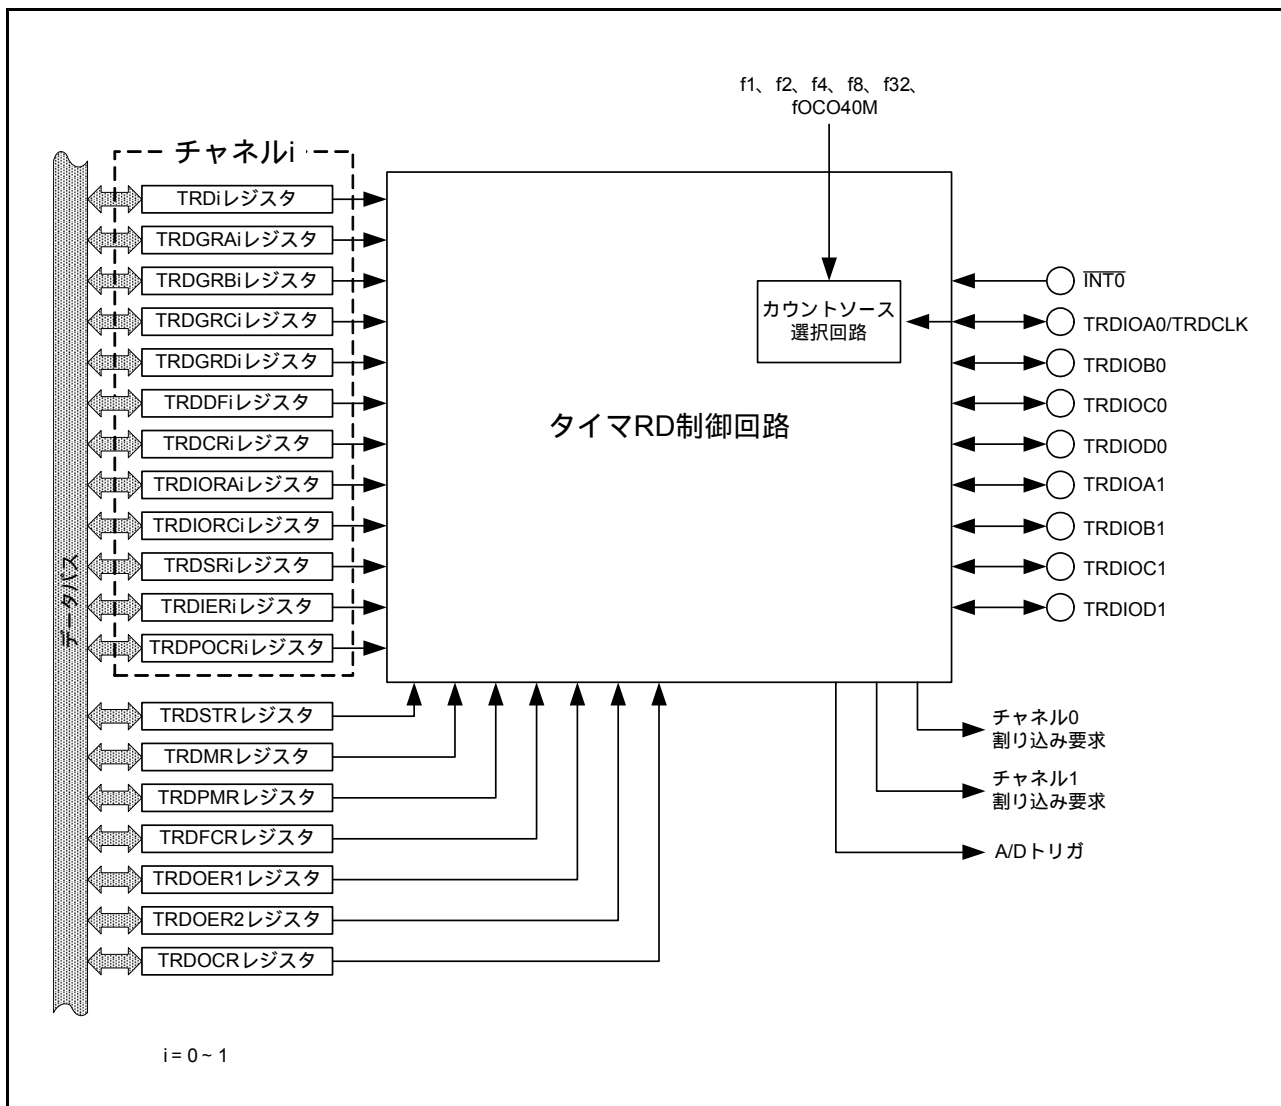 f1、f2、f4、f8、f32、
fOCO40M
チャネルi
TRDiレジスタ
TRDGRAiレジスタ
TRDGRBiレジスタ
TRDGRCiレジスタ
TRDGRDiレジスタ
TRDDFiレジスタ
TRDCRiレジスタ
TRDIORAiレジスタ
TRDIORCiレジスタ
TRDSRiレジスタ
TRDIERiレジスタ
TRDPOCRiレジスタ
データバス
カウントソース
選択回路
タイマRD制御回路
INT0
TRDIOA0/TRDCLK
TRDIOB0
TRDIOC0
TRDIOD0
TRDIOA1
TRDIOB1
TRDIOC1
TRDIOD1
TRDSTRレジスタ
TRDMRレジスタ
TRDPMRレジスタ
TRDFCRレジスタ
TRDOER1レジスタ
TRDOER2レジスタ
TRDOCRレジスタ
チャネル0
割り込み要求
チャネル1
割り込み要求
A/Dトリガ
i = 0 ~ 1